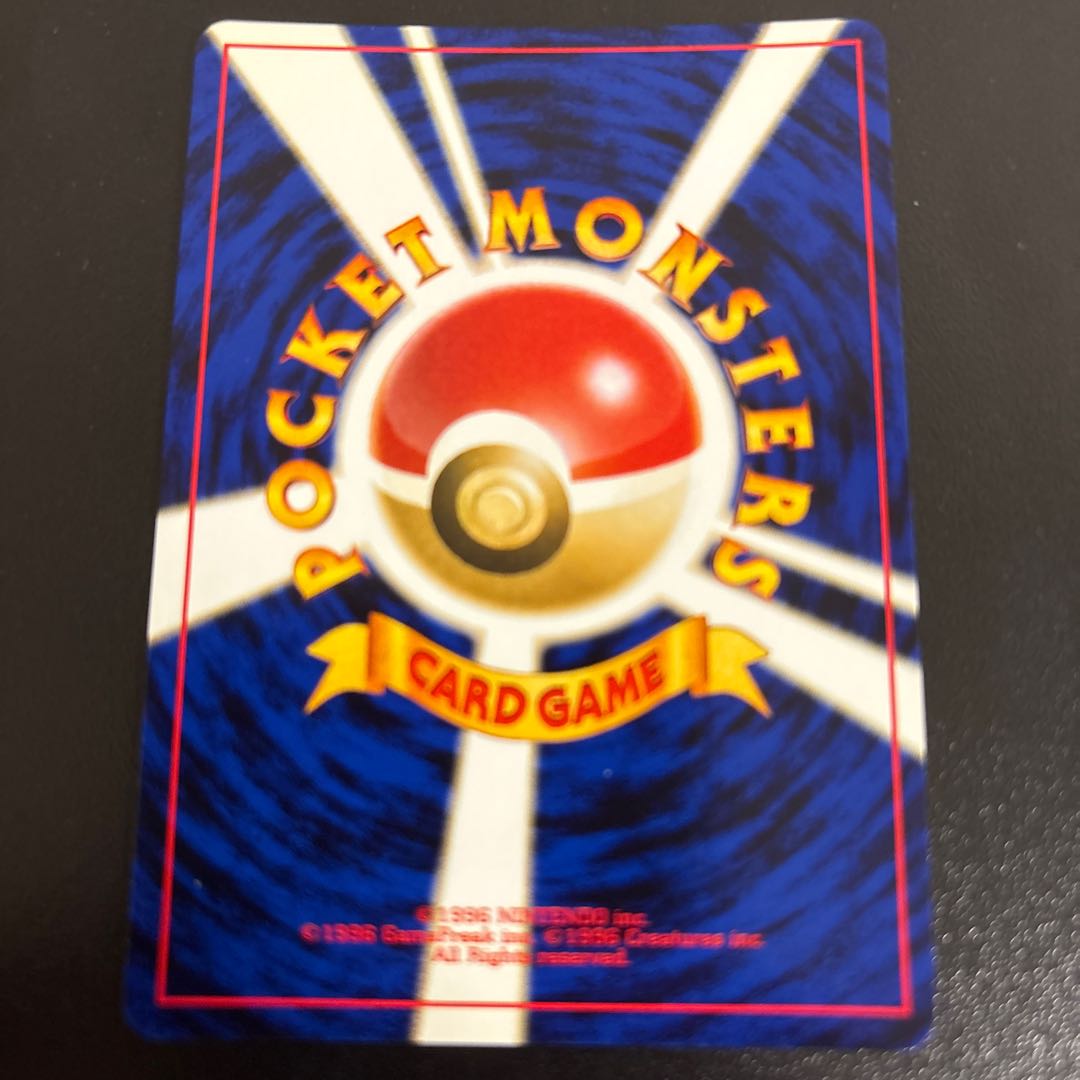 POCKET MONSTERS
CARD GAME
©1996 NINTENDO inc.
©1996 GameFreak inc. ©1996 Creatures inc.
All Rights reserved.